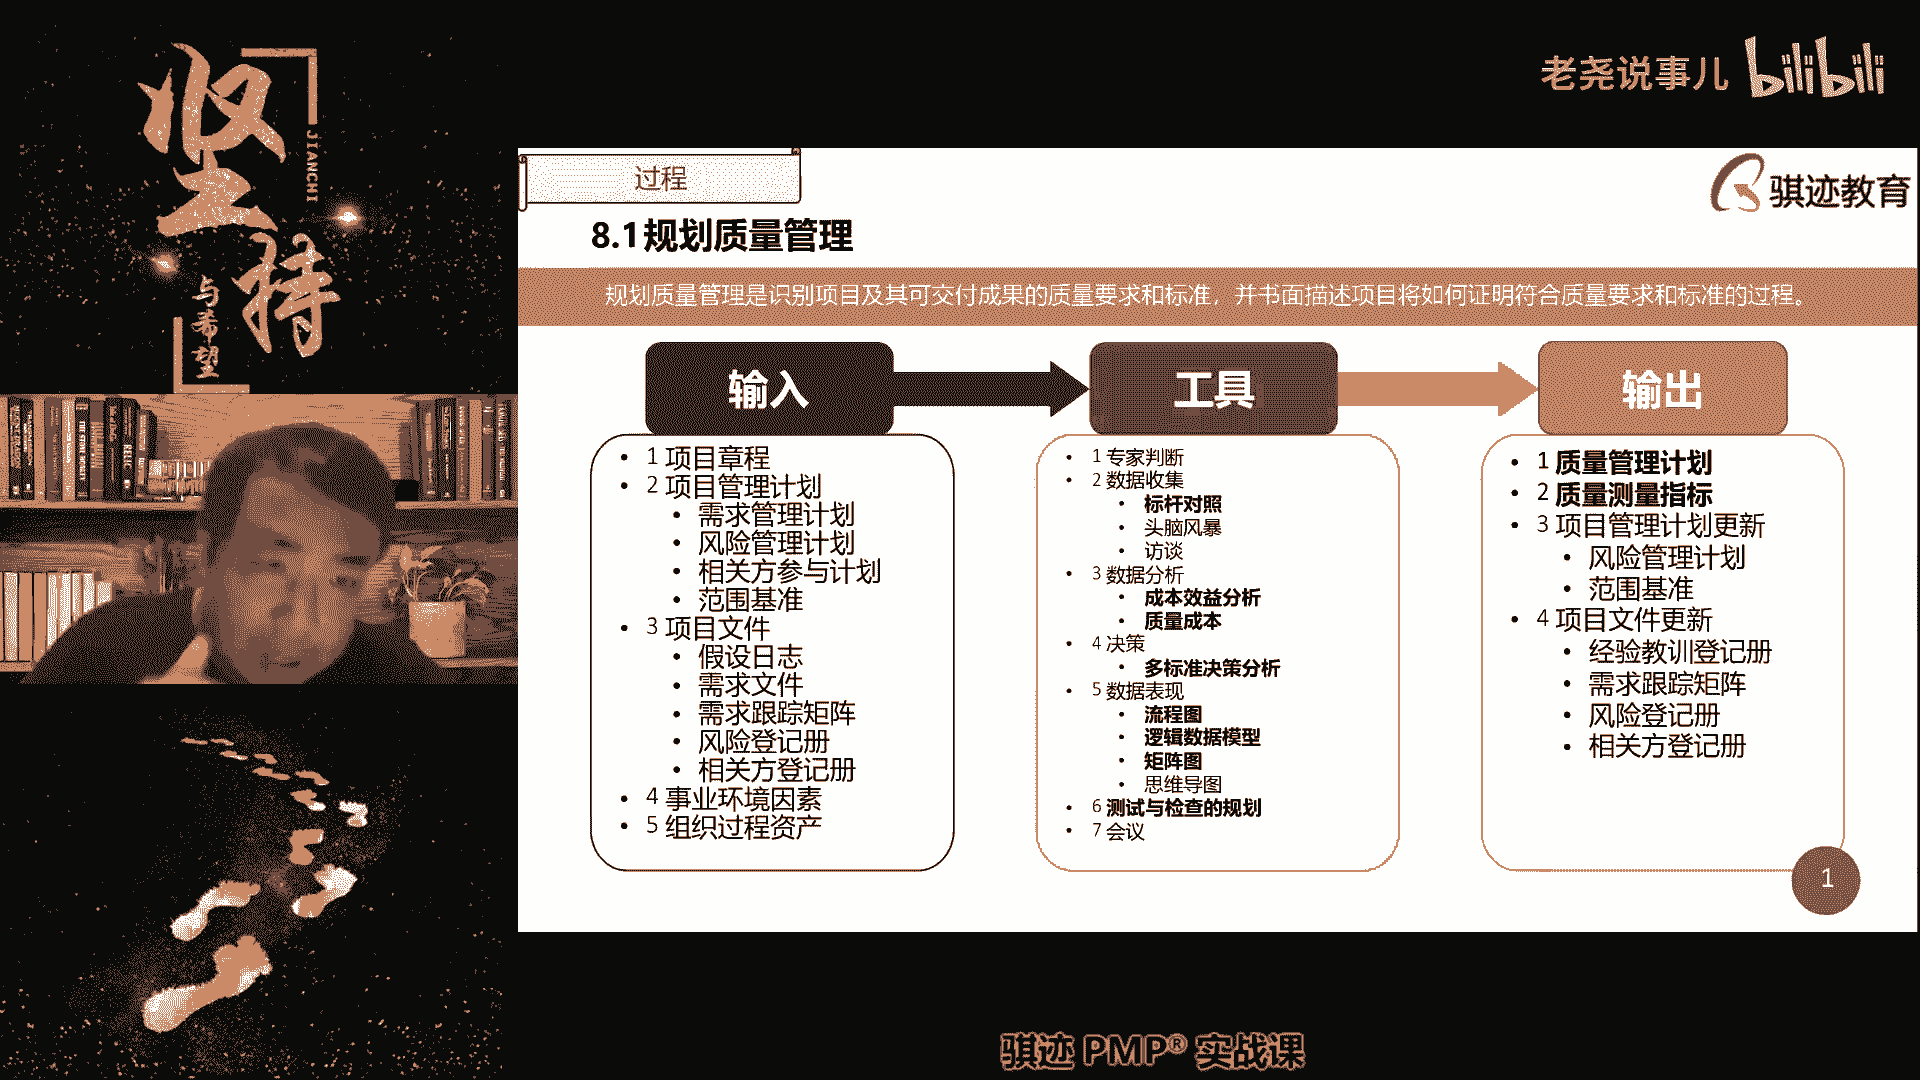 坚持
JIANCHI
与希望
老尧说事儿 bilibili
过程
骐迹教育
8.1规划质量管理
规划质量管理是识别项目及其可交付成果的质量要求和标准，并书面描述项目将如何证明符合质量要求和标准的过程。
输入
• 1 项目章程
• 2 项目管理计划
• 需求管理计划
• 风险管理计划
• 相关方参与计划
• 范围基准
• 3 项目文件
• 假设日志
• 需求文件
• 需求跟踪矩阵
• 风险登记册
• 相关方登记册
• 4 事业环境因素
• 5 组织过程资产
工具
• 1 专家判断
• 2 数据收集
• 标杆对照
• 头脑风暴
• 访谈
• 3 数据分析
• 成本效益分析
• 质量成本
• 4 决策
• 多标准决策分析
• 5 数据表现
• 流程图
• 逻辑数据模型
• 矩阵图
• 思维导图
• 6 测试与检查的规划
• 7 会议
输出
• 1 质量管理计划
• 2 质量测量指标
• 3 项目管理计划更新
• 风险管理计划
• 范围基准
• 4 项目文件更新
• 经验教训登记册
• 需求跟踪矩阵
• 风险登记册
• 相关方登记册
1
骐迹 PMP® 实战课